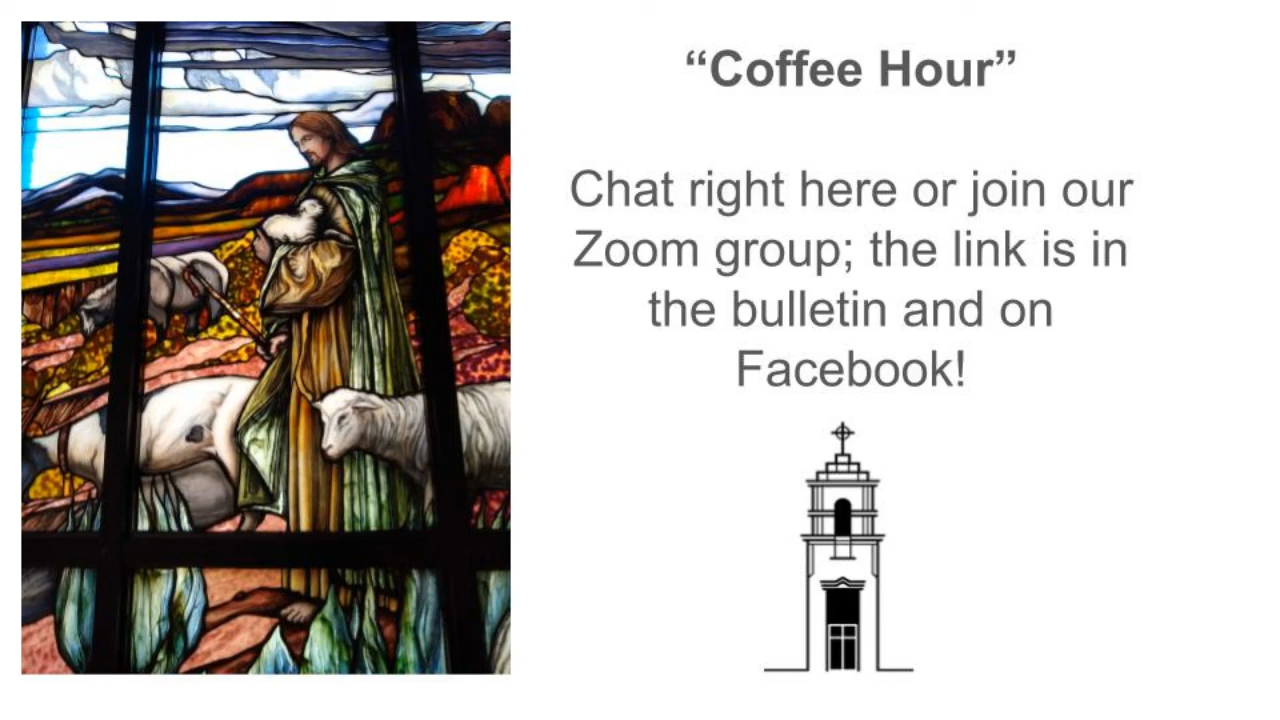 “Coffee Hour”
Chat right here or join our
Zoom group; the link is in
the bulletin and on
Facebook!